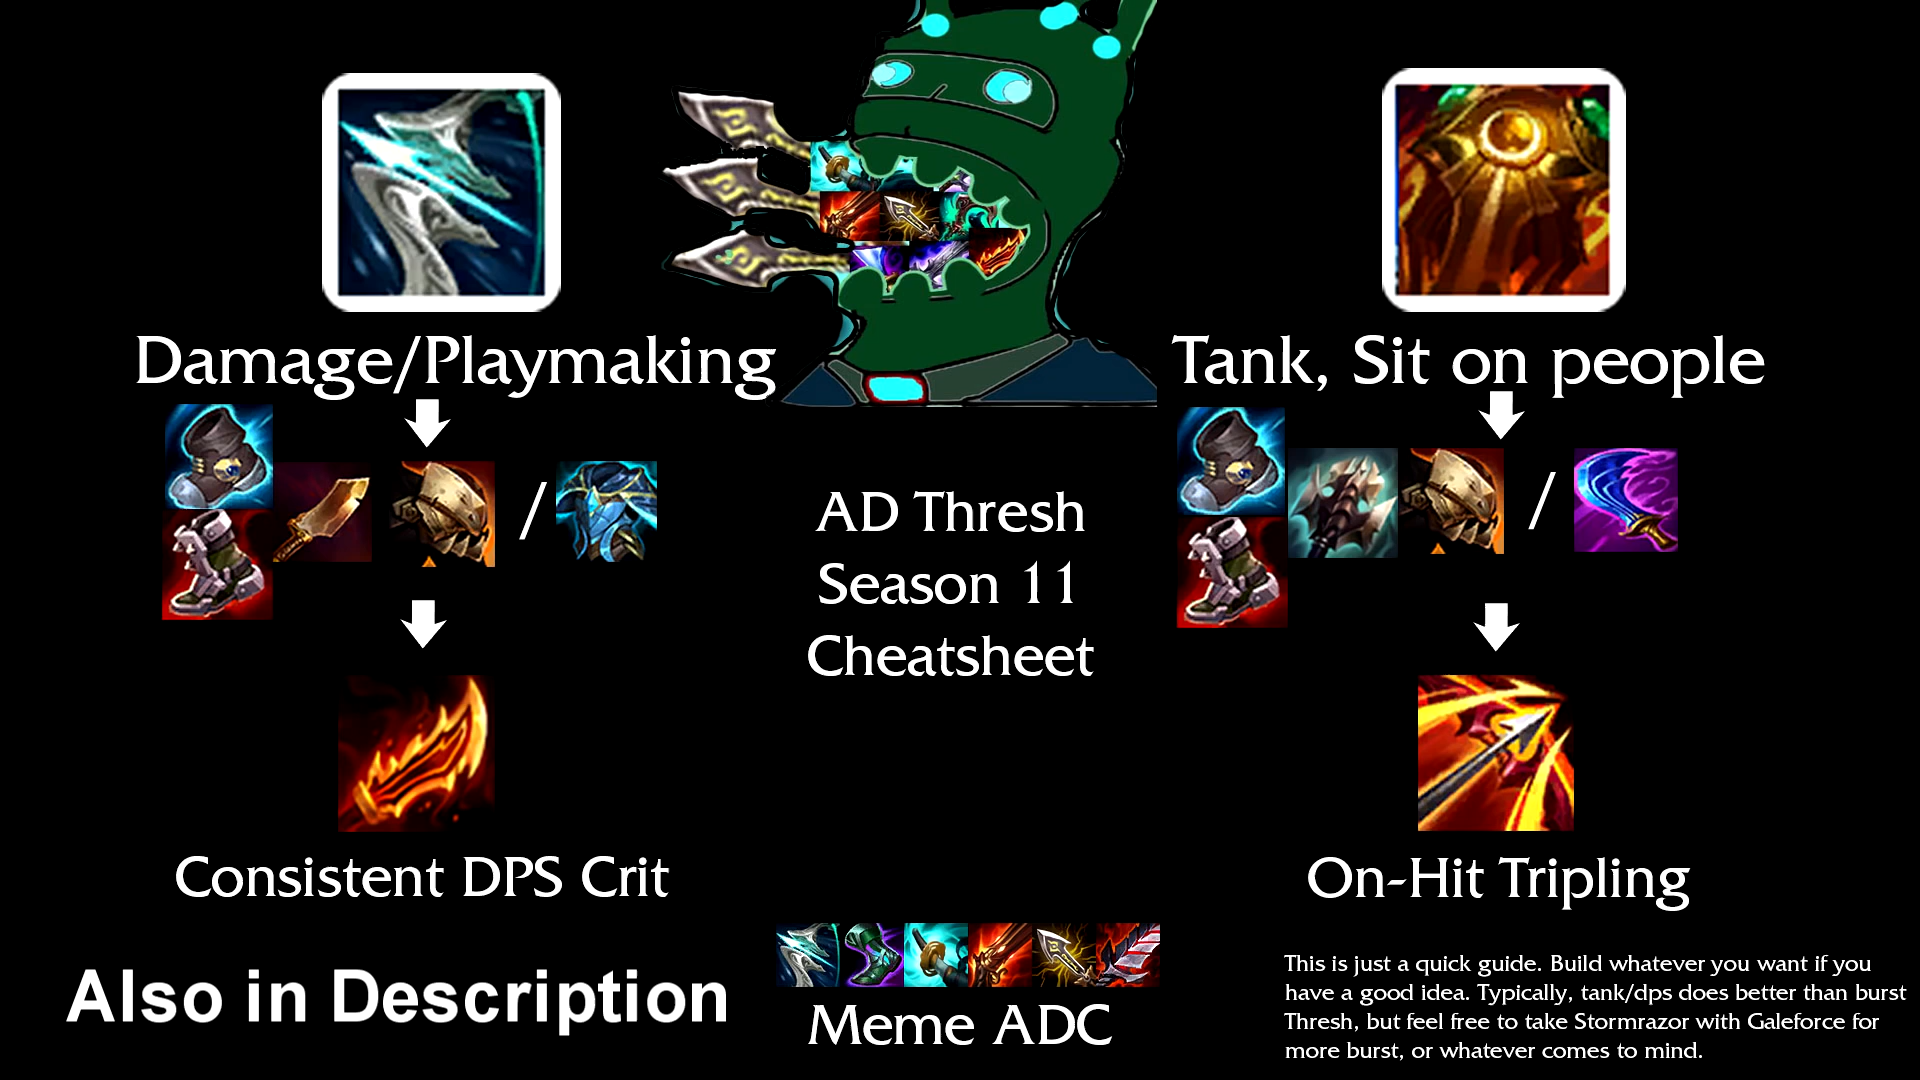 Damage/Playmaking
Tank, Sit on people
/
/
AD Thresh
Season 11
Cheatsheet
Consistent DPS Crit
On-Hit Tripling
Also in Description
Meme ADC
This is just a quick guide. Build whatever you want if you
have a good idea. Typically, tank/dps does better than burst
Thresh, but feel free to take Stormrazor with Galeforce for
more burst, or whatever comes to mind.